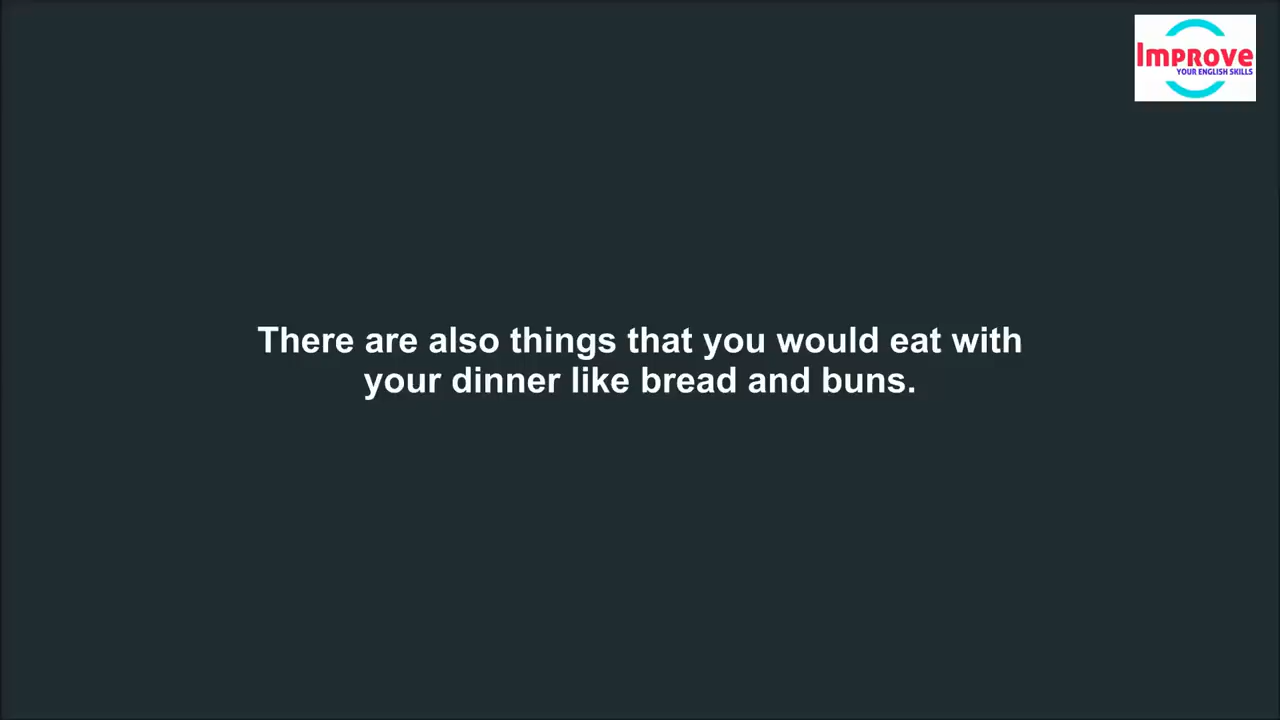 Improve
YOUR ENGLISH SKILLS
There are also things that you would eat with
your dinner like bread and buns.